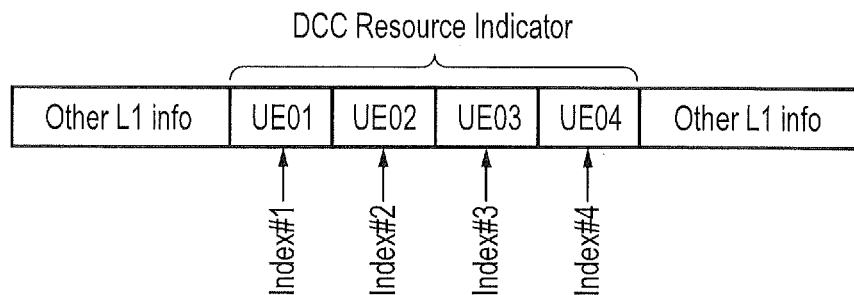 DCC Resource Indicator
Other L1 info UE01 UE02 UE03 UE04 Other L1 info
Index#1 Index#2 Index#3 Index#4